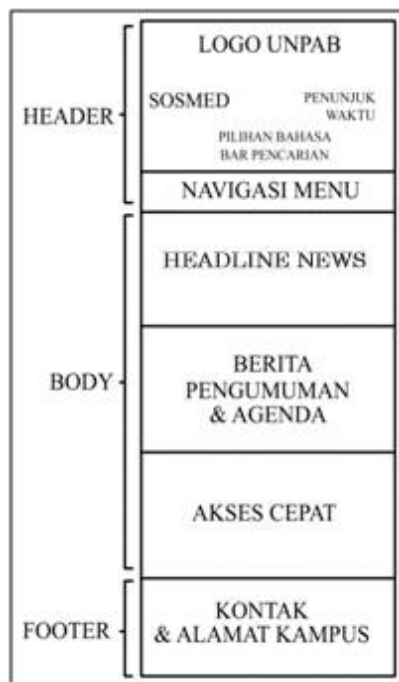 LOGO UNPAB
SOSMED
PENUNJUK
WAKTU
PILIHAN BAHASA
BAR PENCARIAN
HEADER
NAVIGASI MENU
HEADLINE NEWS
BODY
BERITA
PENGUMUMAN
& AGENDA
AKSES CEPAT
FOOTER
KONTAK
& ALAMAT KAMPUS